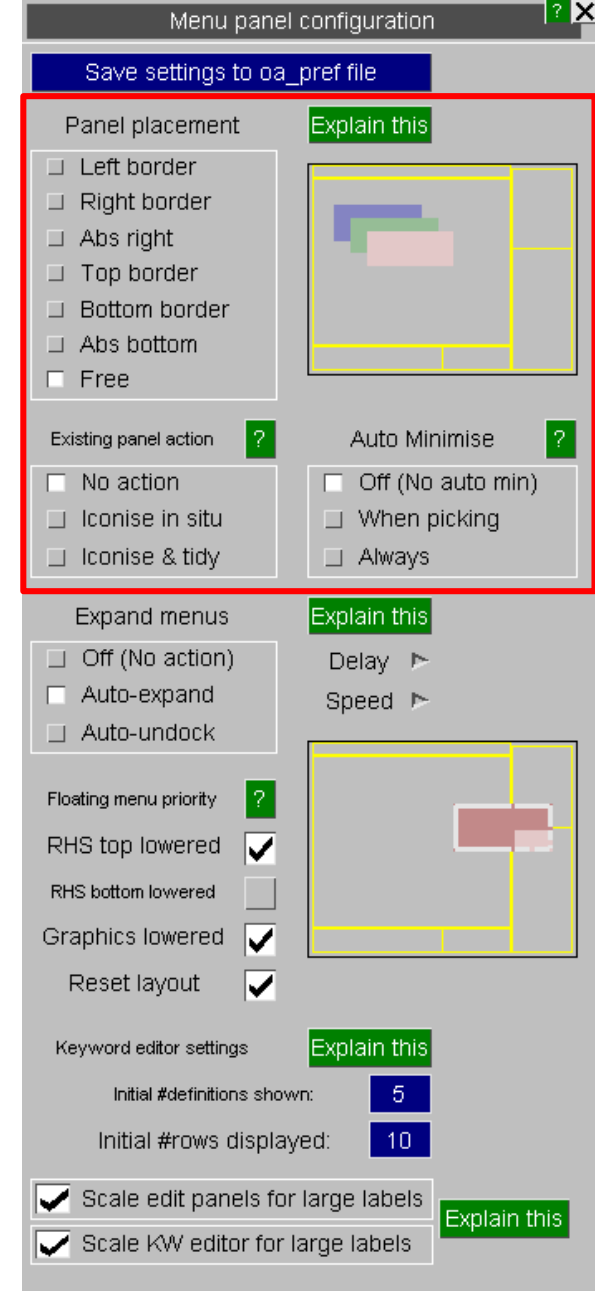 Menu panel configuration
?
Save settings to oa_pref file
Panel placement
Explain this
Left border
Right border
Abs right
Top border
Bottom border
Abs bottom
Free
Existing panel action ?
Auto Minimise ?
No action
Iconise in situ
Iconise & tidy
Off (No auto min)
When picking
Always
Expand menus
Explain this
Off (No action)
Auto-expand
Auto-undock
Delay
Speed
Floating menu priority ?
RHS top lowered
RHS bottom lowered
Graphics lowered
Reset layout
Keyword editor settings
Explain this
Initial #definitions shown: 5
Initial #rows displayed: 10
Scale edit panels for large labels
Scale KW editor for large labels
Explain this